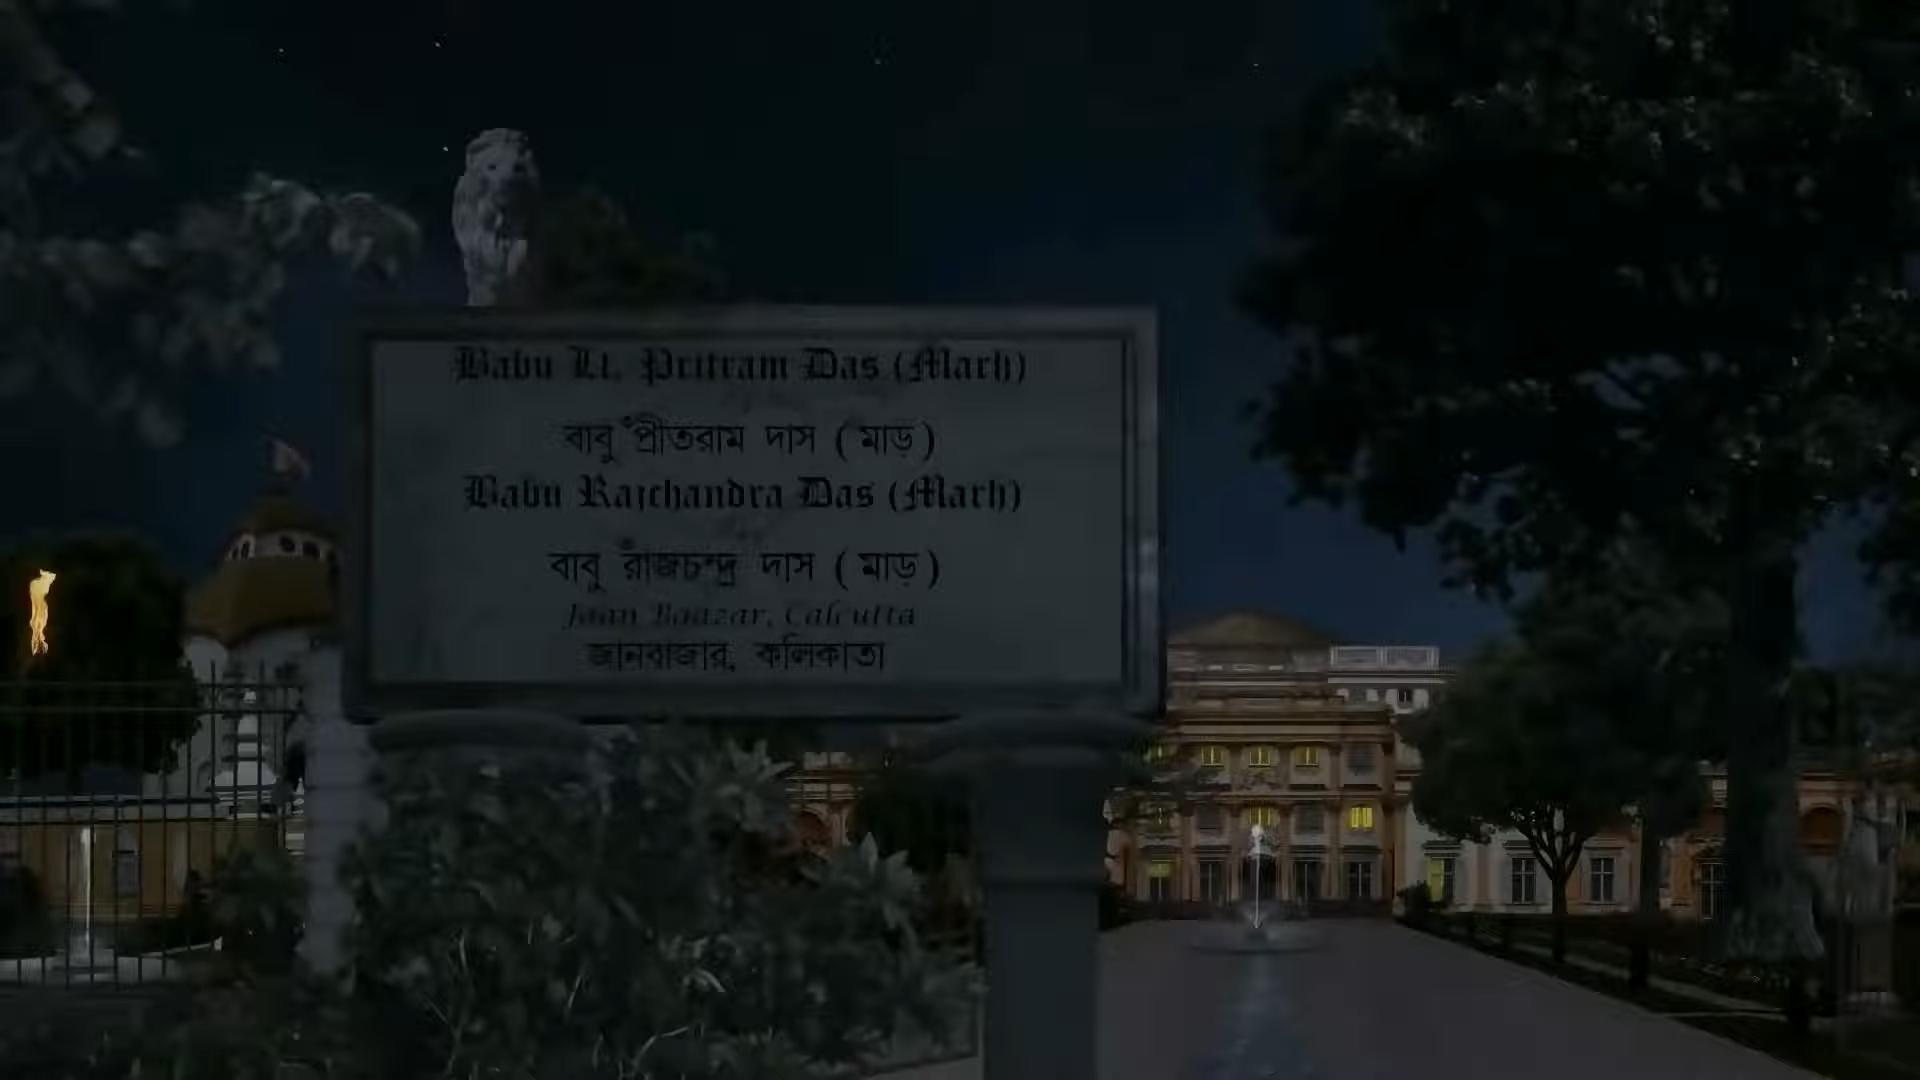 Babu Lt. Pritram Das (Marh)
বাবু ঁপ্রীতরাম দাস ( মাড় )
Babu Rajchandra Das (Marh)
বাবু ঁরাজচন্দ্র দাস ( মাড় )
Jaan Baazar, Calcutta
জানবাজার, কলিকাতা